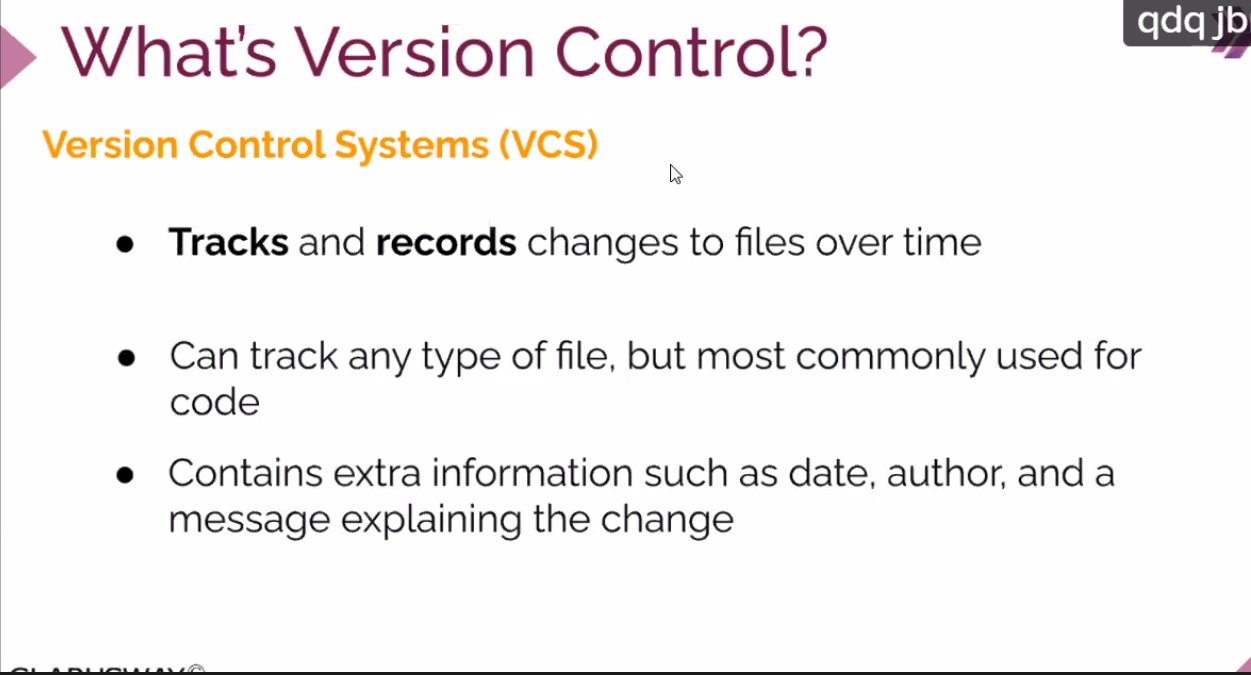 What’s Version Control?
qdq jb
Version Control Systems (VCS)
● Tracks and records changes to files over time
● Can track any type of file, but most commonly used for
code
● Contains extra information such as date, author, and a
message explaining the change